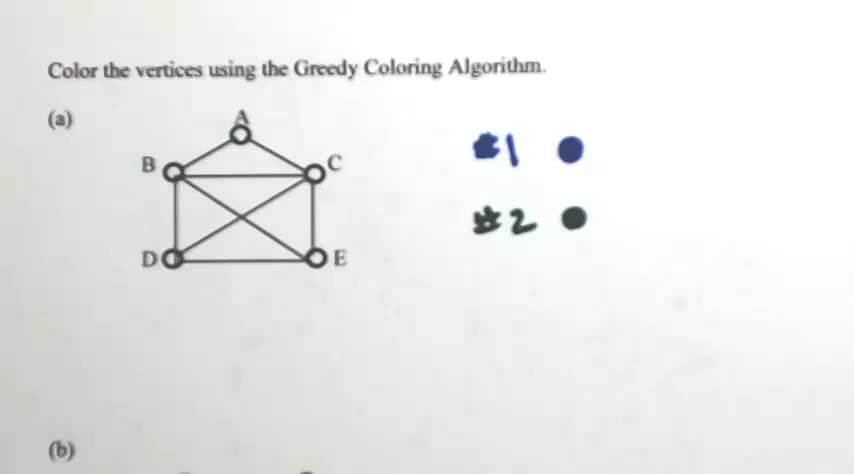 Color the vertices using the Greedy Coloring Algorithm.
(a)
A
B
C
D
E
#1
#2
(b)